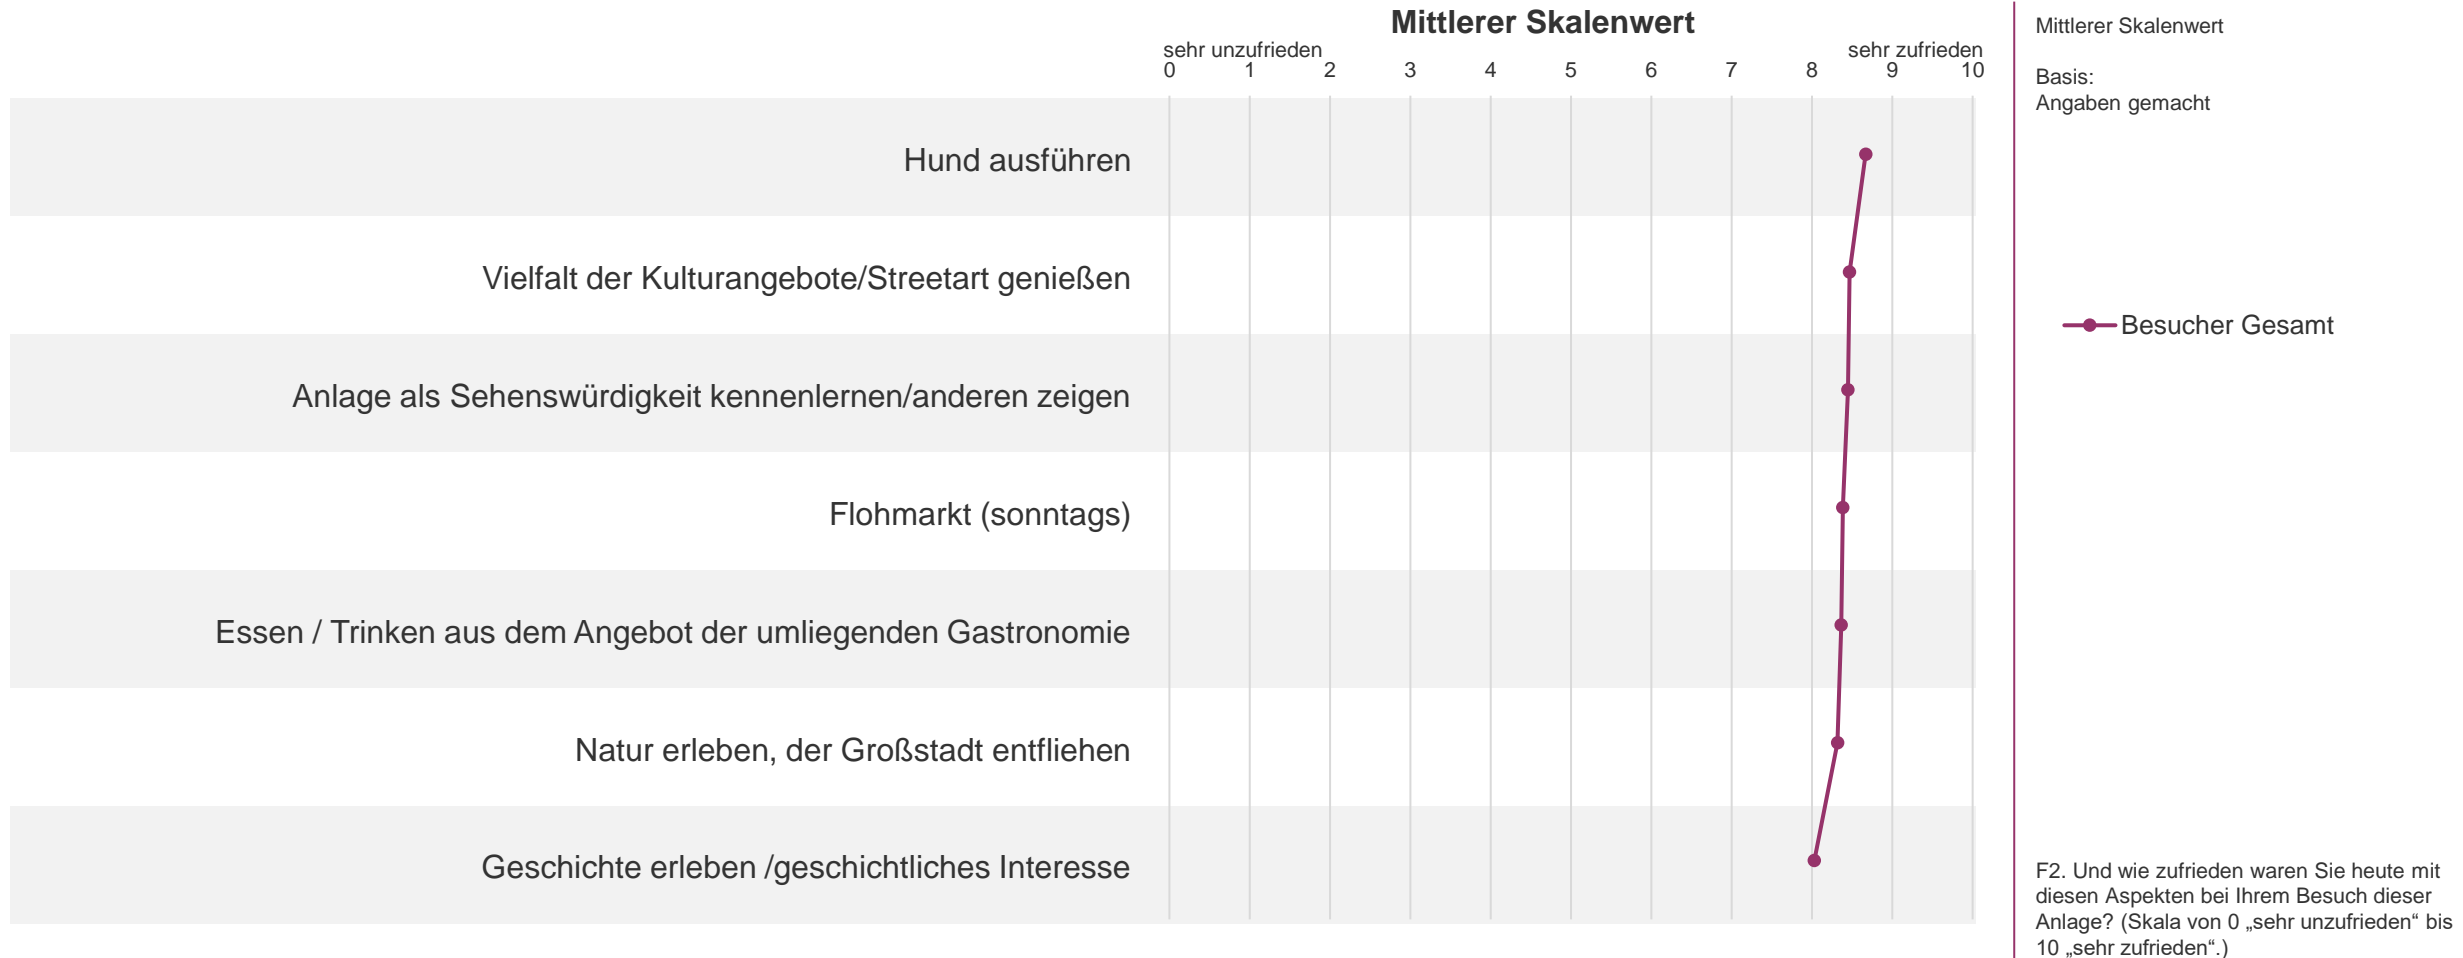 Mittlerer Skalenwert
sehr unzufrieden sehr zufrieden
0 1 2 3 4 5 6 7 8 9 10
Hund ausführen
Vielfalt der Kulturangebote/Streetart genießen
Anlage als Sehenswürdigkeit kennenlernen/anderen zeigen
Flohmarkt (sonntags)
Essen / Trinken aus dem Angebot der umliegenden Gastronomie
Natur erleben, der Großstadt entfliehen
Geschichte erleben /geschichtliches Interesse
Mittlerer Skalenwert
Basis:
Angaben gemacht
Besucher Gesamt
F2. Und wie zufrieden waren Sie heute mit
diesen Aspekten bei Ihrem Besuch dieser
Anlage? (Skala von 0 „sehr unzufrieden“ bis
10 „sehr zufrieden“.)